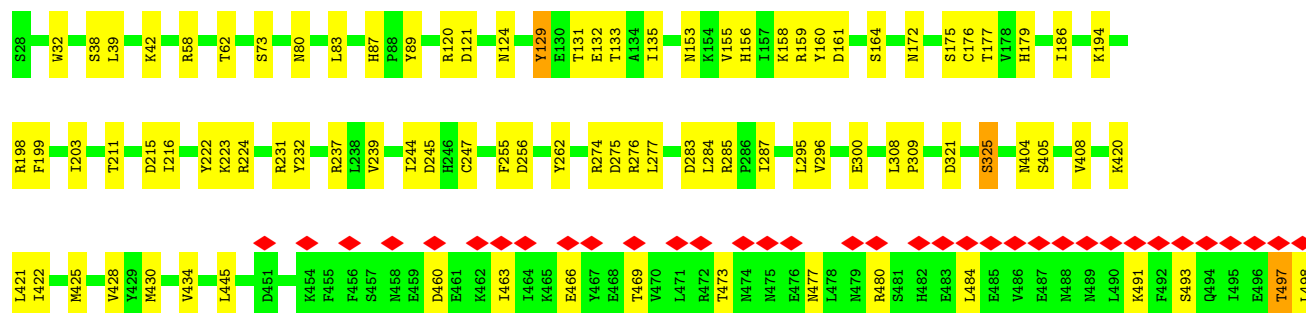 S28 W32 S38 L39 K42 R58 T62 S73 N80 L83 H87 P88 Y89 R120 D121 N124 Y129 E130 T131 E132 T133 A134 I135 N153 K154 V155 H156 I157 K158 R159 Y160 D161 S164 N172 S175 C176 T177 V178 H179 I186 K194
R198 F199 I203 T211 D215 I216 Y222 K223 R224 R231 Y232 R237 L238 V239 I244 D245 H246 C247 F255 D256 Y262 R274 D275 R276 L277 D283 L284 R285 P286 I287 L295 V296 E300 L308 P309 D321 S325 N404 S405 V408 K420
L421 I422 M425 V428 Y429 M430 V434 L445 D451 K454 F455 F456 S457 N458 E459 D460 E461 K462 I463 I464 K465 E466 Y467 E468 T469 V470 L471 R472 T473 N474 N475 E476 N477 L478 N479 R480 S481 H482 E483 L484 E485 V486 E487 N488 N489 L490 K491 F492 S493 Q494 I495 E496 T497 L498